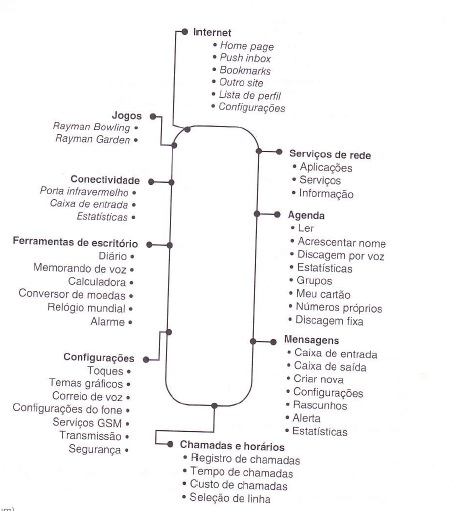 Internet
• Home page
• Push inbox
• Bookmarks
• Outro site
• Lista de perfil
• Configurações
Jogos
Rayman Bowling •
Rayman Garden •
Conectividade
Porta infravermelho •
Caixa de entrada •
Estatísticas •
Ferramentas de escritório
Diário •
Memorando de voz •
Calculadora •
Conversor de moedas •
Relógio mundial •
Alarme •
Configurações
Toques •
Temas gráficos •
Correio de voz •
Configurações do fone •
Serviços GSM •
Transmissão •
Segurança •
Serviços de rede
• Aplicações
• Serviços
• Informação
Agenda
• Ler
• Acrescentar nome
• Discagem por voz
• Estatísticas
• Grupos
• Meu cartão
• Números próprios
• Discagem fixa
Mensagens
• Caixa de entrada
• Caixa de saída
• Criar nova
• Configurações
• Rascunhos
• Alerta
• Estatísticas
Chamadas e horários
• Registro de chamadas
• Tempo de chamadas
• Custo de chamadas
• Seleção de linha